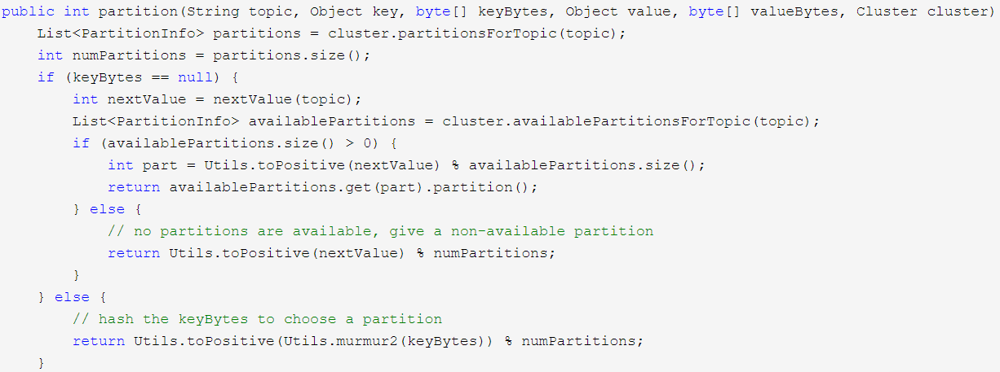 public int partition(String topic, Object key, byte[] keyBytes, Object value, byte[] valueBytes, Cluster cluster)
    List<PartitionInfo> partitions = cluster.partitionsForTopic(topic);
    int numPartitions = partitions.size();
    if (keyBytes == null) {
        int nextValue = nextValue(topic);
        List<PartitionInfo> availablePartitions = cluster.availablePartitionsForTopic(topic);
        if (availablePartitions.size() > 0) {
            int part = Utils.toPositive(nextValue) % availablePartitions.size();
            return availablePartitions.get(part).partition();
        } else {
            // no partitions are available, give a non-available partition
            return Utils.toPositive(nextValue) % numPartitions;
        }
    } else {
        // hash the keyBytes to choose a partition
        return Utils.toPositive(Utils.murmur2(keyBytes)) % numPartitions;
    }